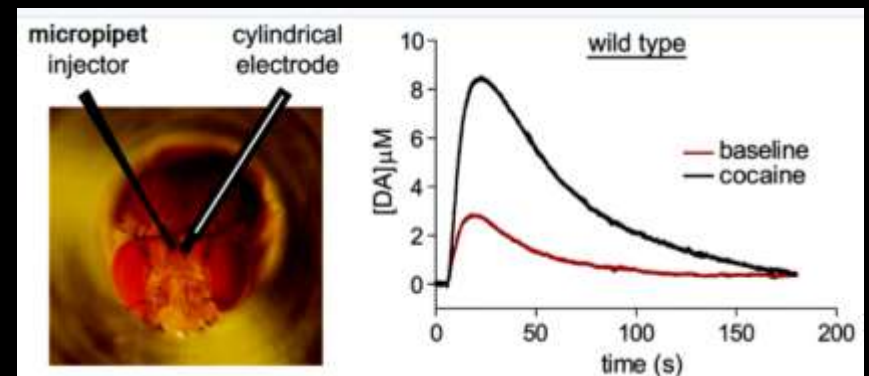 micropipet
injector
cylindrical
electrode
wild type
10
8
6
4
2
0
[DA]µM
baseline
cocaine
0
50
100
150
200
time (s)